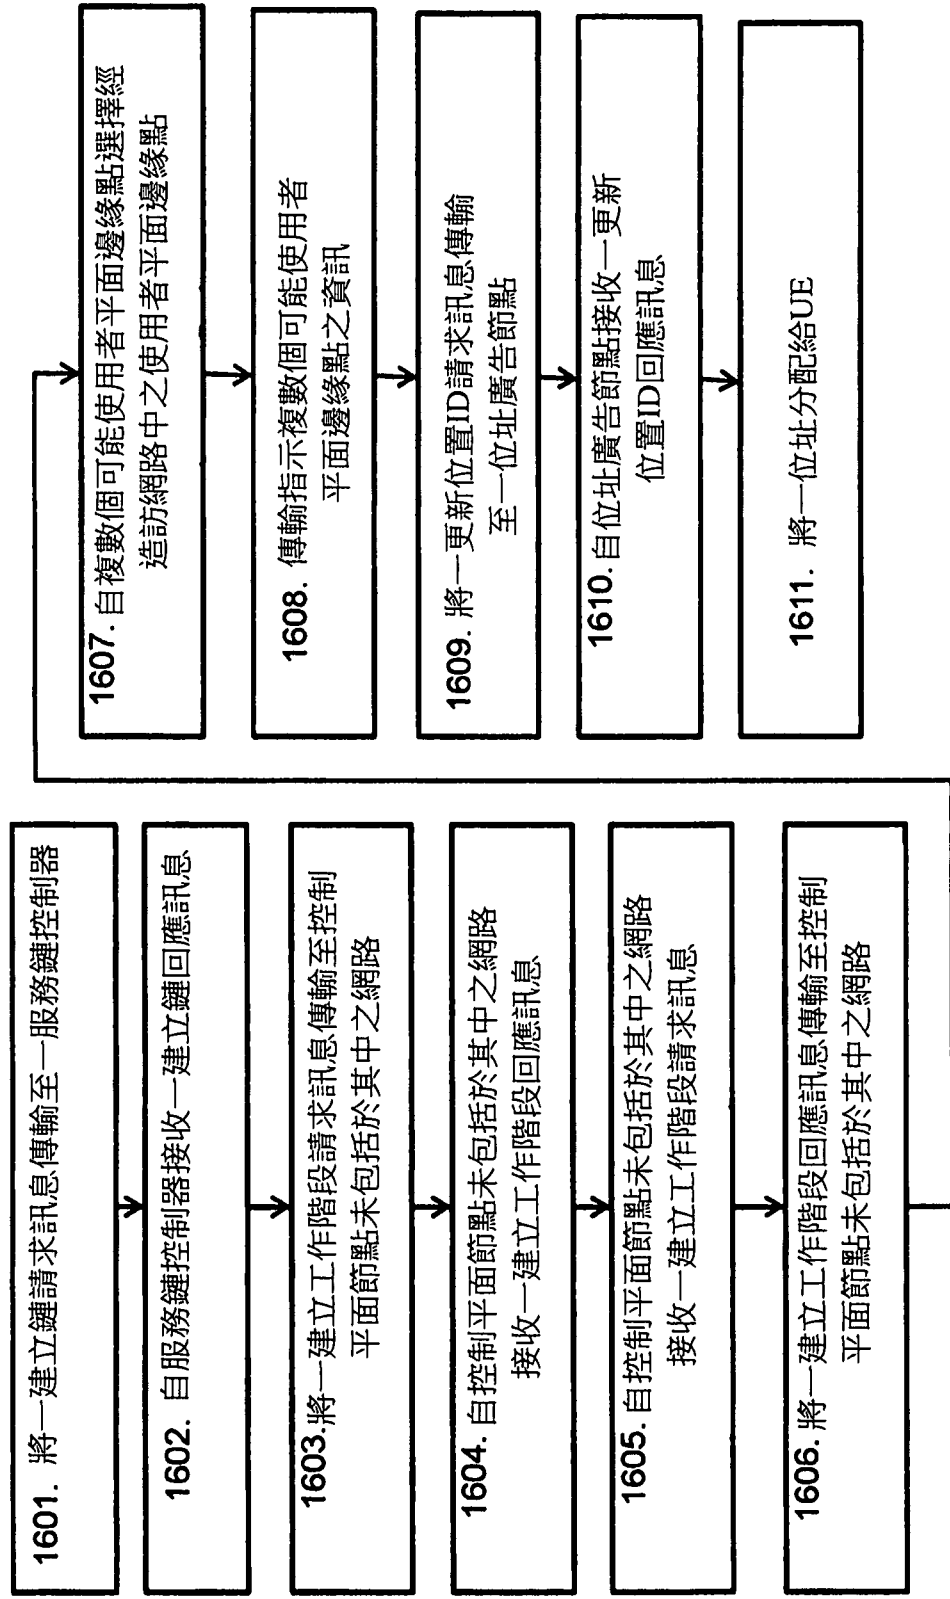 1601. 將一建立鏈請求訊息傳輸至一服務鏈控制器
1602. 自服務鏈控制器接收一建立鏈回應訊息
1603.將一建立工作階段請求訊息傳輸至控制
平面節點未包括於其中之網路
1604. 自控制平面節點未包括於其中之網路
接收一建立工作階段回應訊息
1605. 自控制平面節點未包括於其中之網路
接收一建立工作階段請求訊息
1606. 將一建立工作階段回應訊息傳輸至控制
平面節點未包括於其中之網路
1607. 自複數個可能使用者平面邊緣點選擇經
造訪網路中之使用者平面邊緣點
1608. 傳輸指示複數個可能使用者
平面邊緣點之資訊
1609. 將一更新位置ID請求訊息傳輸
至一位址廣告節點
1610.自位址廣告節點接收一更新
位置ID回應訊息
1611. 將一位址分配給UE